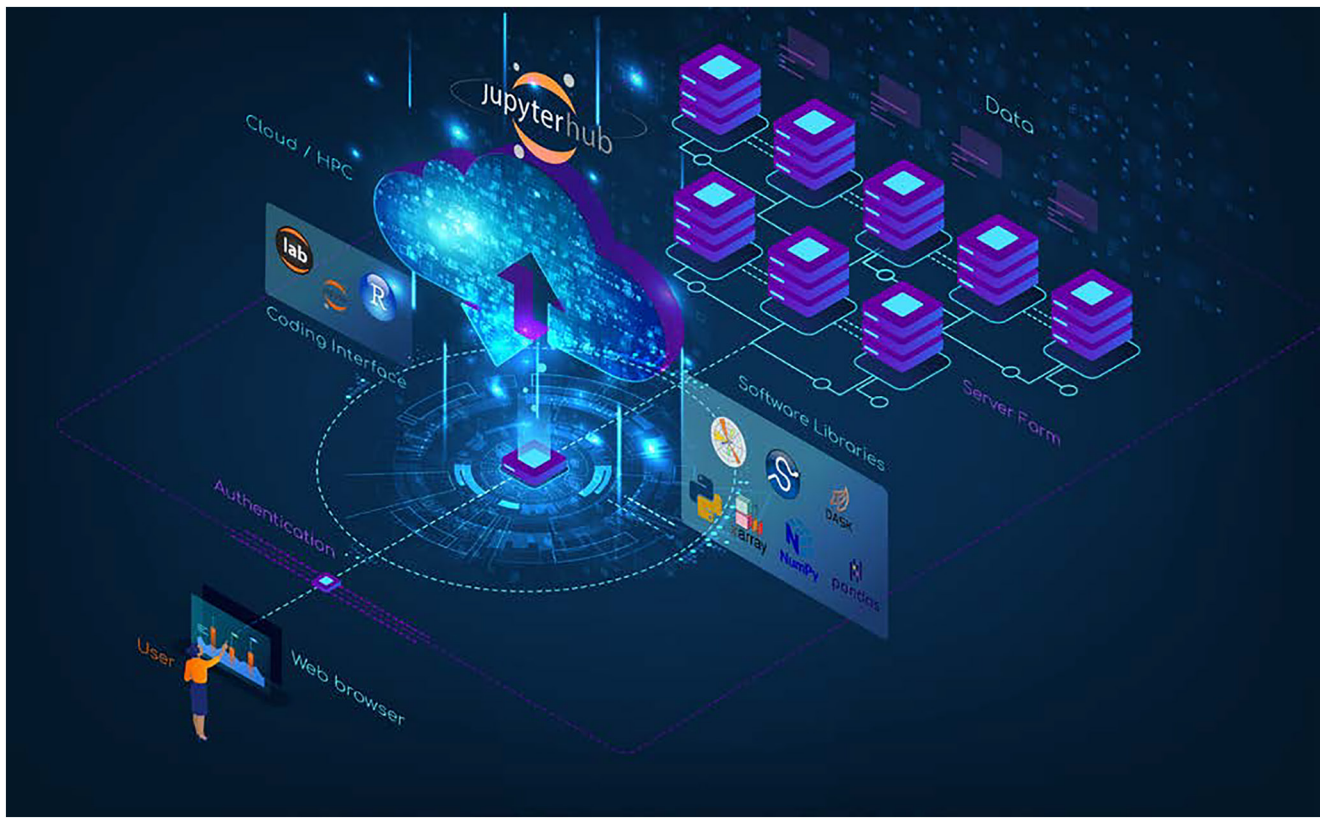 jupyterhub
Cloud / HPC
Data
lab
R
Coding Interface
Software Libraries
Server Farm
DASK
xarray
NumPy
pandas
Authentication
User
Web browser